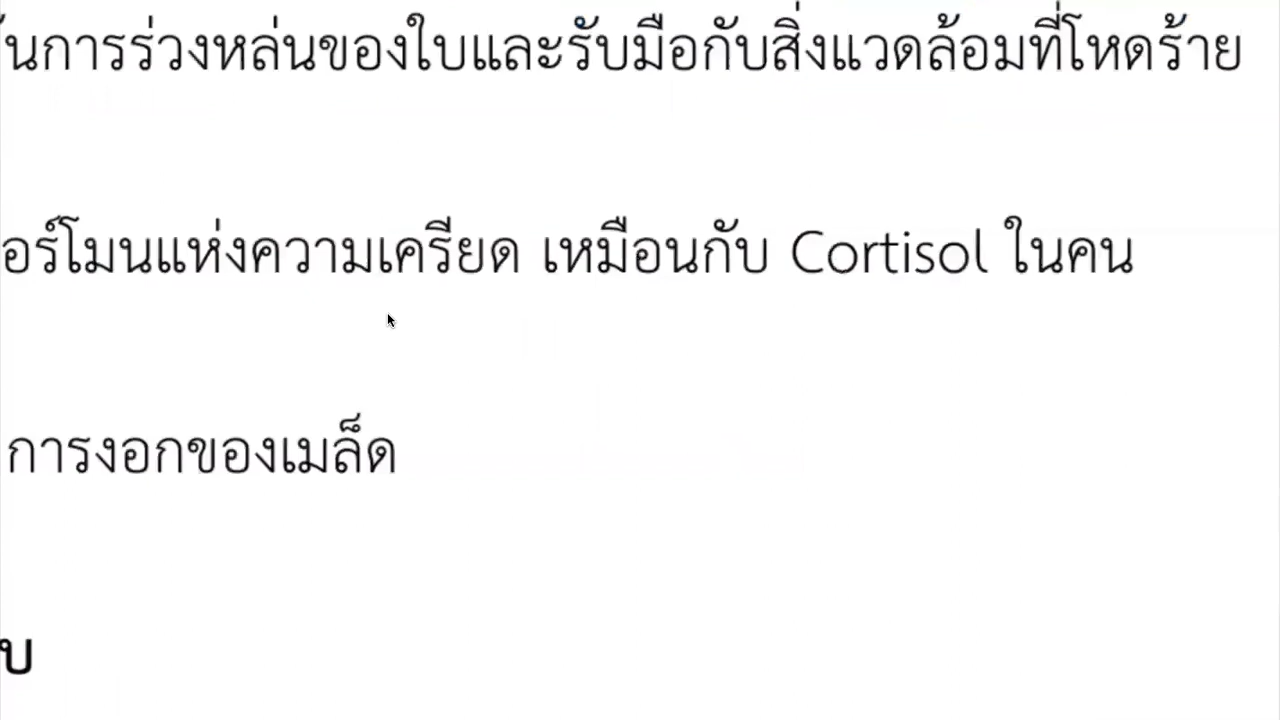 นการร่วงหล่นของใบและรับมือกับสิ่งแวดล้อมที่โหดร้าย
อร์โมนแห่งความเครียด เหมือนกับ Cortisol ในคน
การงอกของเมล็ด
บ